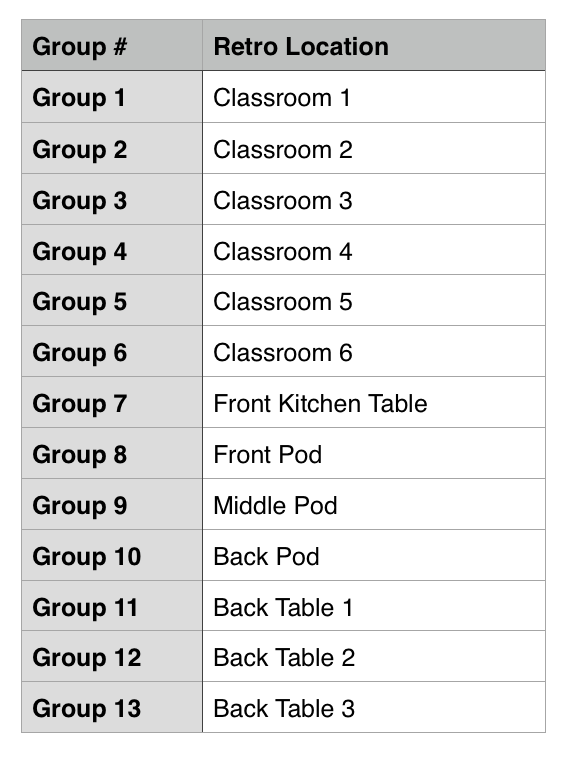 Group # Retro Location
Group 1 Classroom 1
Group 2 Classroom 2
Group 3 Classroom 3
Group 4 Classroom 4
Group 5 Classroom 5
Group 6 Classroom 6
Group 7 Front Kitchen Table
Group 8 Front Pod
Group 9 Middle Pod
Group 10 Back Pod
Group 11 Back Table 1
Group 12 Back Table 2
Group 13 Back Table 3